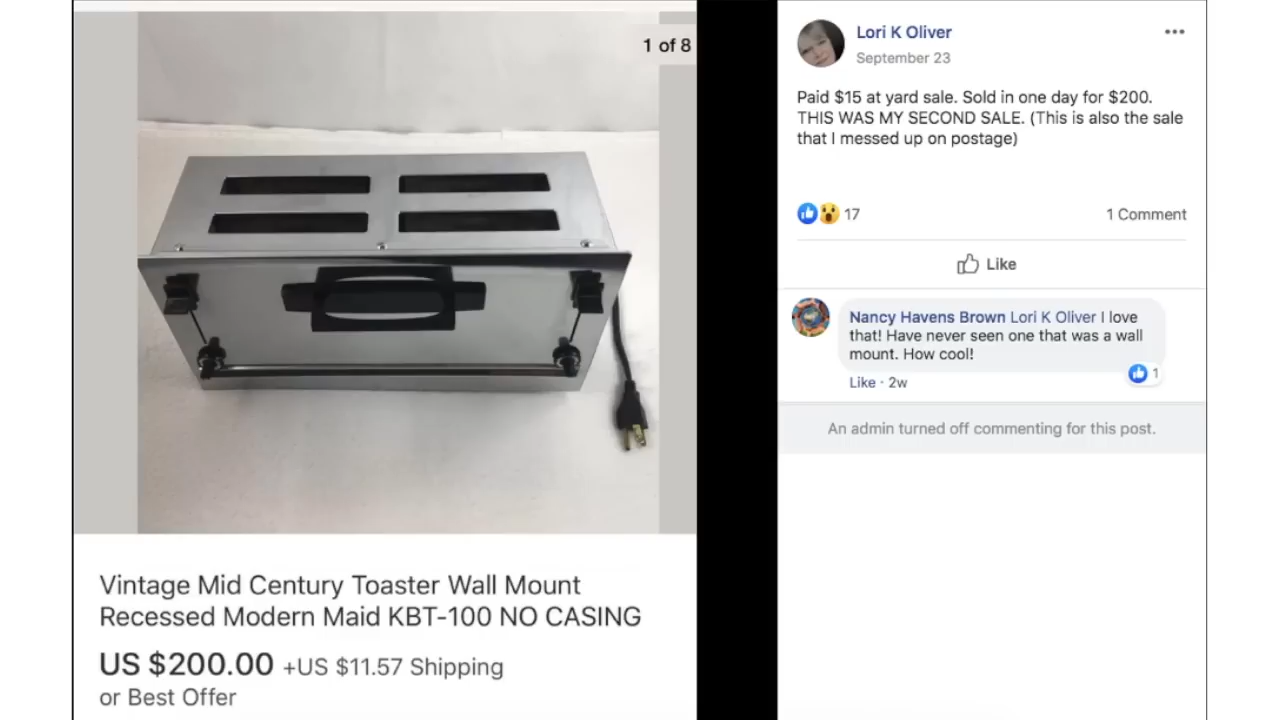 1 of 8
Vintage Mid Century Toaster Wall Mount
Recessed Modern Maid KBT-100 NO CASING
US $200.00 +US $11.57 Shipping
or Best Offer
Lori K Oliver
September 23
Paid $15 at yard sale. Sold in one day for $200.
THIS WAS MY SECOND SALE. (This is also the sale
that I messed up on postage)
17
1 Comment
Like
Nancy Havens Brown Lori K Oliver I love
that! Have never seen one that was a wall
mount. How cool!
1
Like · 2w
An admin turned off commenting for this post.